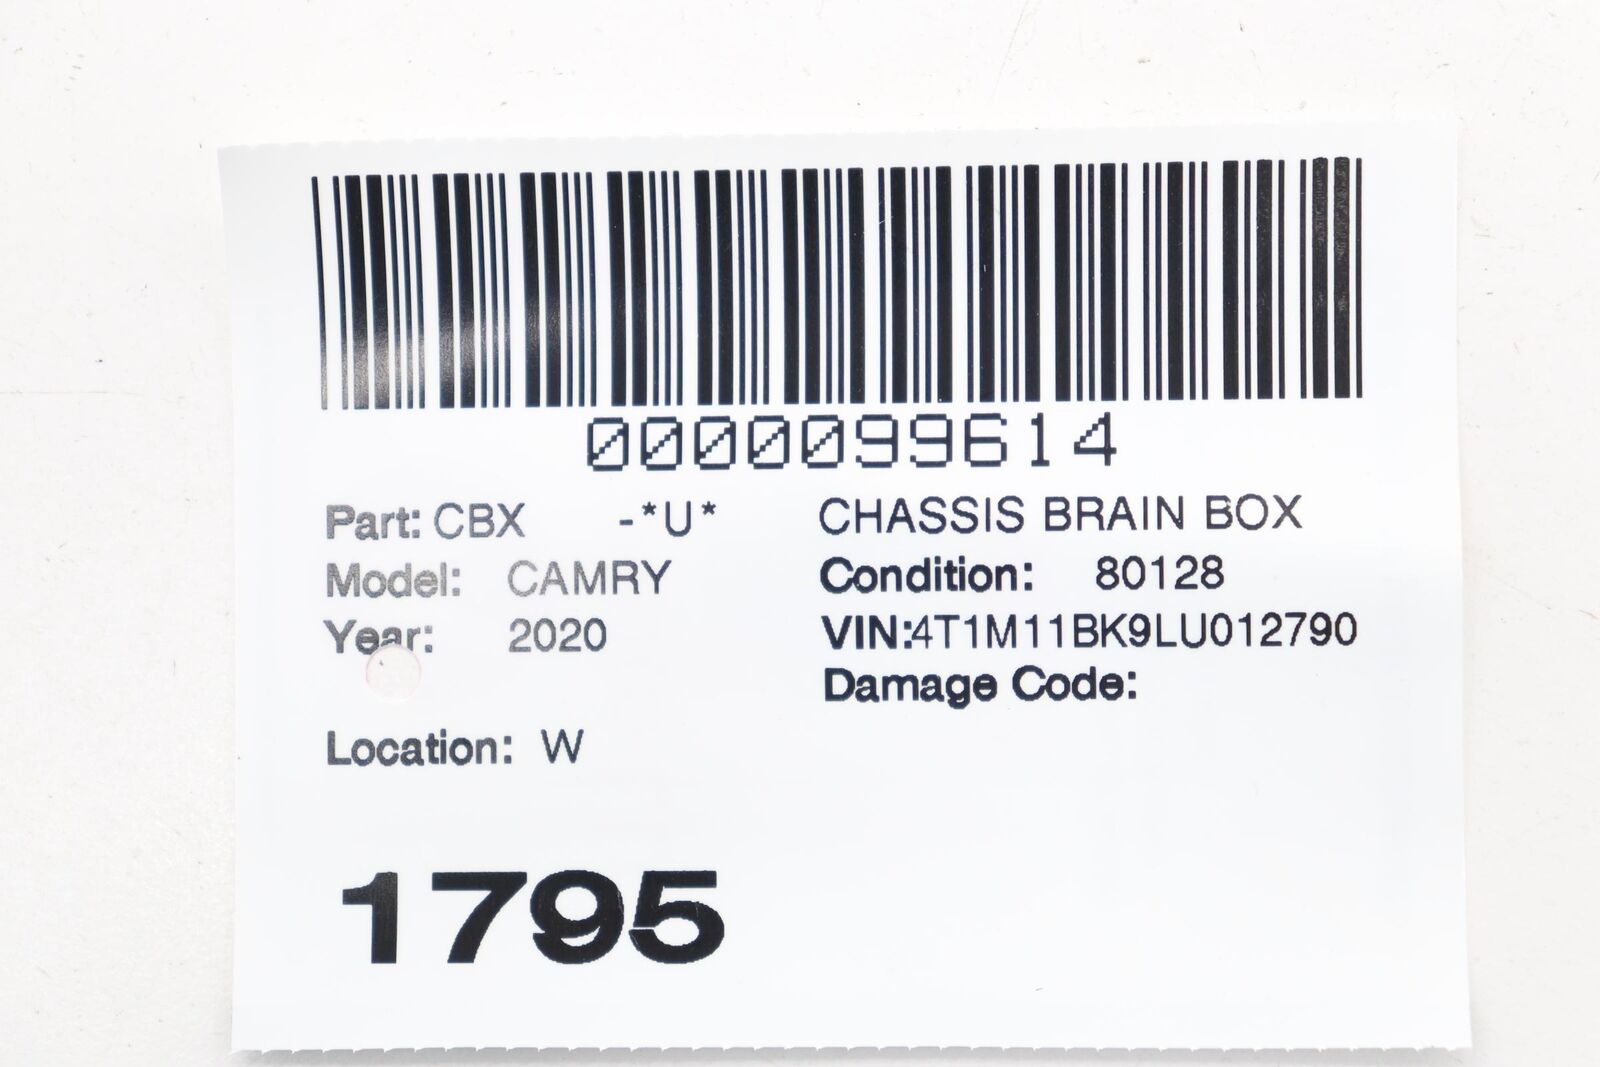 0000099614
Part: CBX -*U* CHASSIS BRAIN BOX
Model: CAMRY Condition: 80128
Year: 2020 VIN:4T1M11BK9LU012790
Damage Code:
Location: W
1795